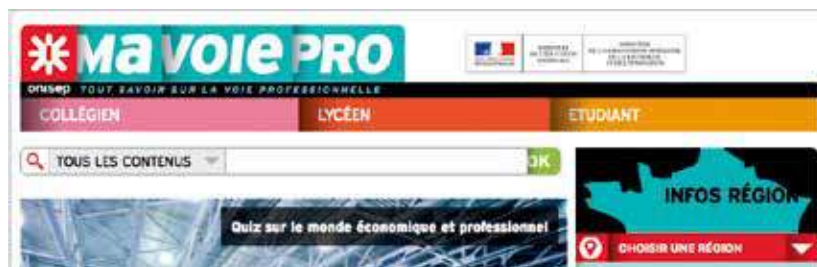 MA VOIE PRO
onisep TOUT SAVOIR SUR LA VOIE PROFESSIONNELLE
COLLÉGIEN LYCÉEN ETUDIANT
TOUS LES CONTENUS OK
INFOS RÉGION
Quiz sur le monde économique et professionnel
CHOISIR UNE RÉGION